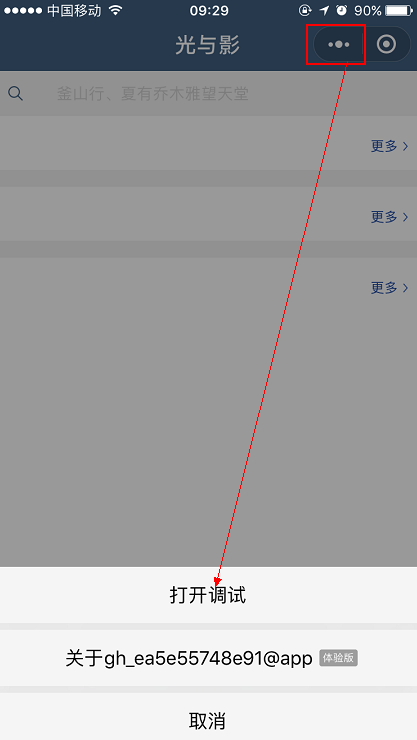 中国移动 09:29 90%
光与影
釜山行、夏有乔木雅望天堂
更多
更多
更多
打开调试
关于gh_ea5e55748e91@app 体验版
取消